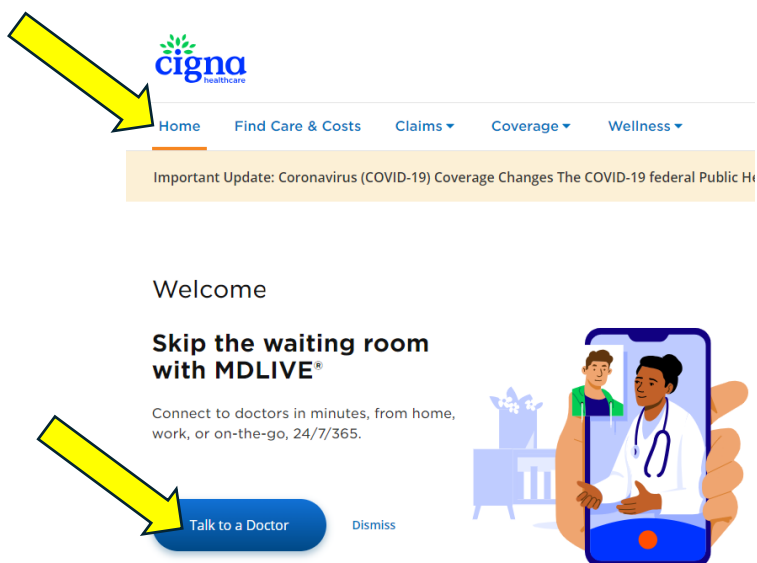 cigna
healthcare
Home Find Care & Costs Claims Coverage Wellness
Important Update: Coronavirus (COVID-19) Coverage Changes The COVID-19 federal Public
Welcome
Skip the waiting room
with MDLIVE®
Connect to doctors in minutes, from home,
work, or on-the-go, 24/7/365.
Talk to a Doctor Dismiss